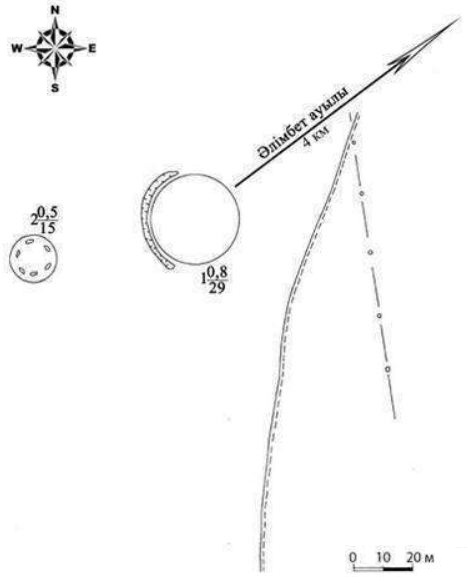 N
W E
S
Әлімбет ауылы
4 км
2 0,5/15
1 0,8/29
0 10 20 м